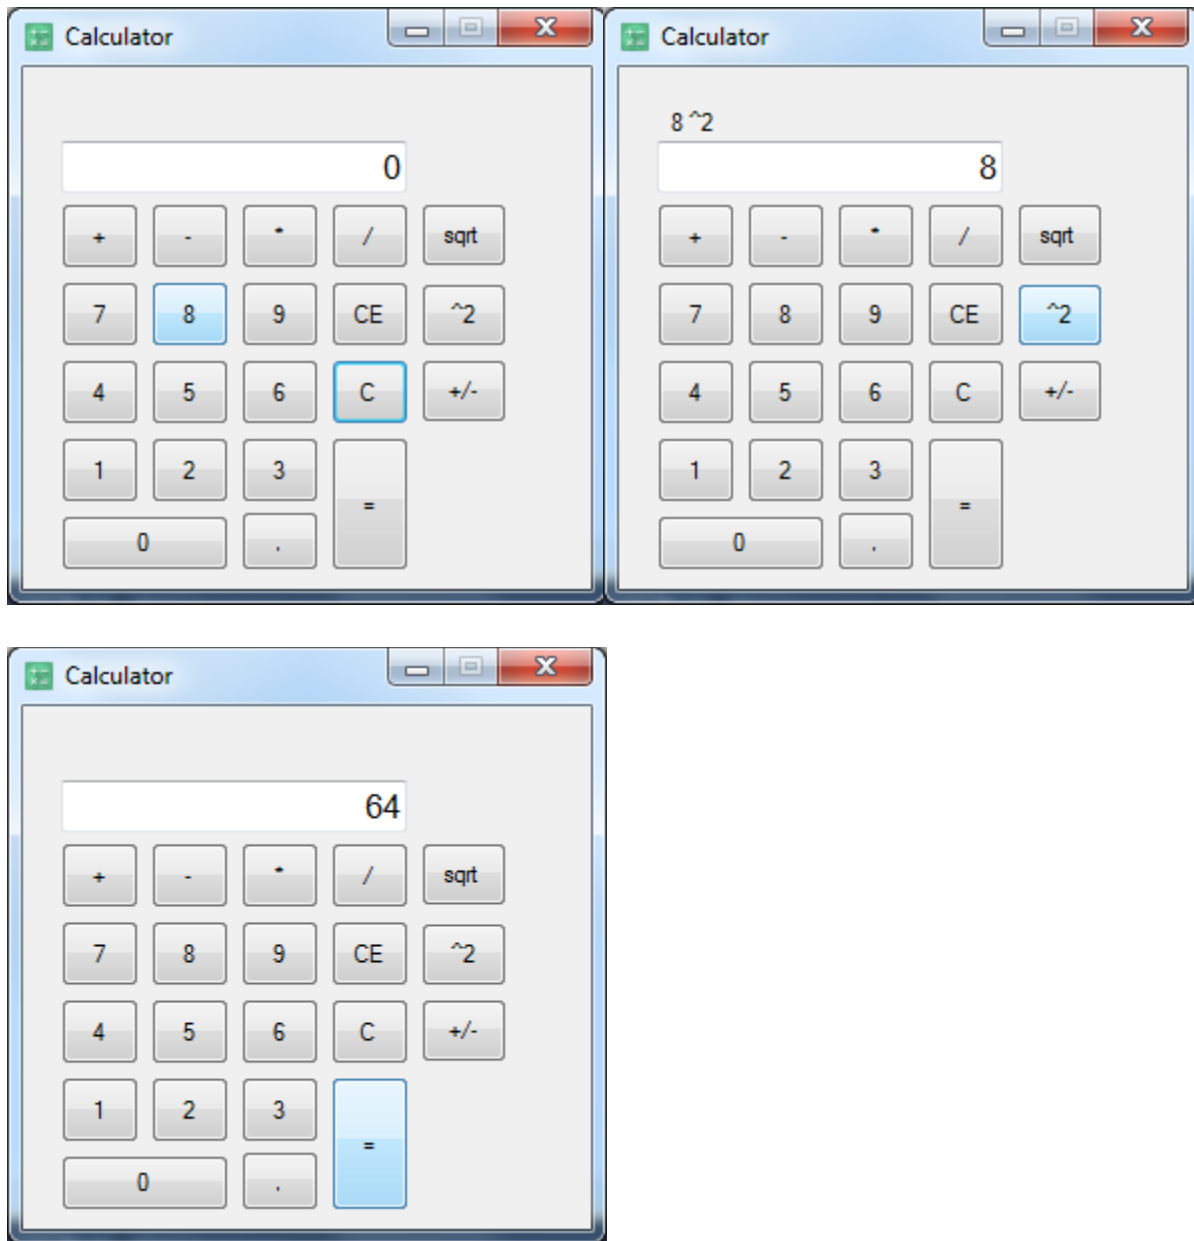 Calculator
0
+ - * / sqrt
7 8 9 CE ^2
4 5 6 C +/-
1 2 3 =
0 .
Calculator
8 ^2
8
+ - * / sqrt
7 8 9 CE ^2
4 5 6 C +/-
1 2 3 =
0 .
Calculator
64
+ - * / sqrt
7 8 9 CE ^2
4 5 6 C +/-
1 2 3 =
0 .